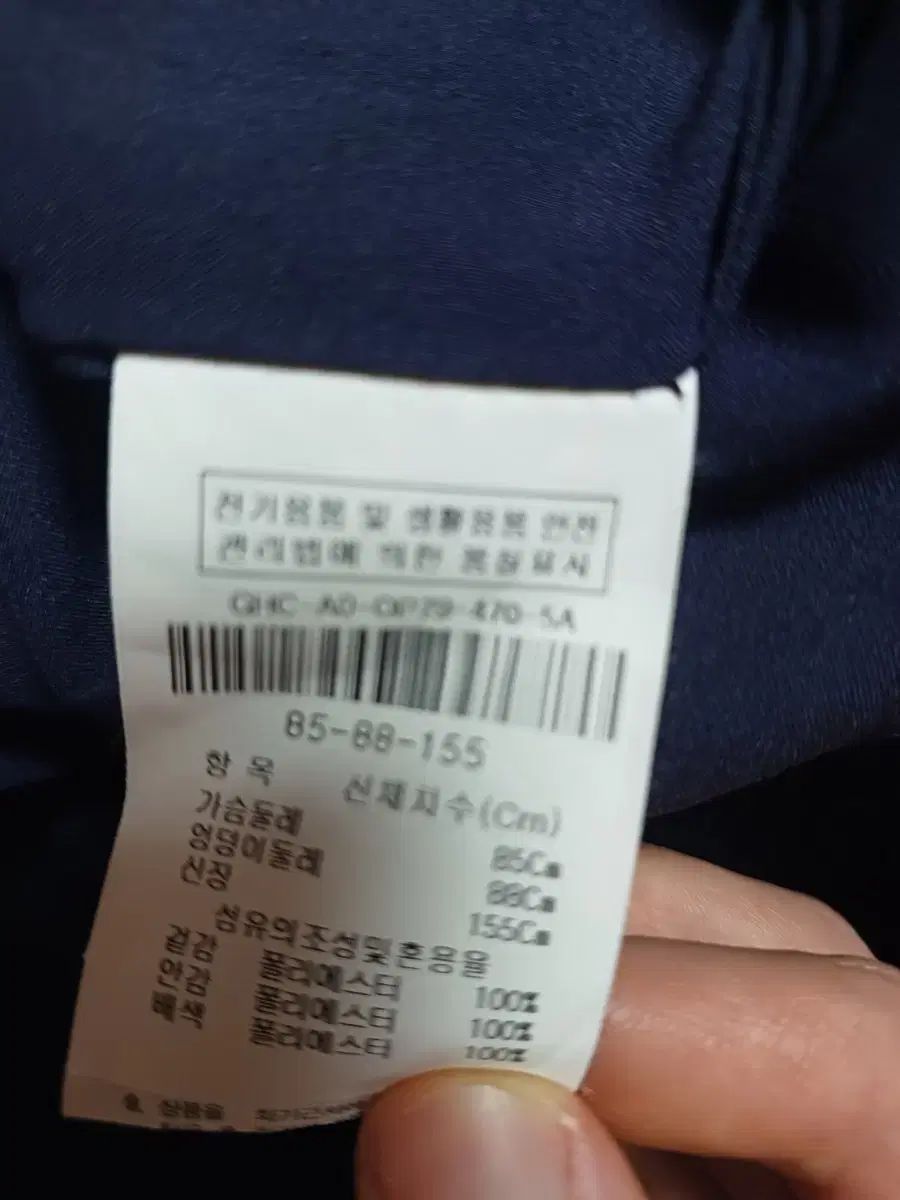 전기용품 및 생활용품 안전
관리법에 의한 품질표시
85-88-155
항 목 신체치수(Cm)
가슴둘레 85Cm
엉덩이둘레 88Cm
신장 155Cm
섬유의조성및혼용율
겉감 폴리에스터 100%
안감 폴리에스터 100%
배색 폴리에스터 100%